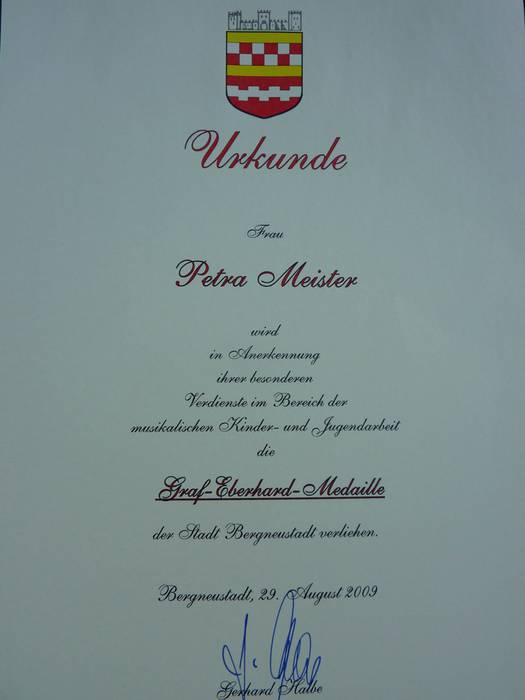 Urkunde
Frau
Petra Meister
wird
in Anerkennung
ihrer besonderen
Verdienste im Bereich der
musikalischen Kinder- und Jugendarbeit
die
Graf-Eberhard-Medaille
der Stadt Bergneustadt verliehen.
Bergneustadt, 29. August 2009
Gerhard Halbe